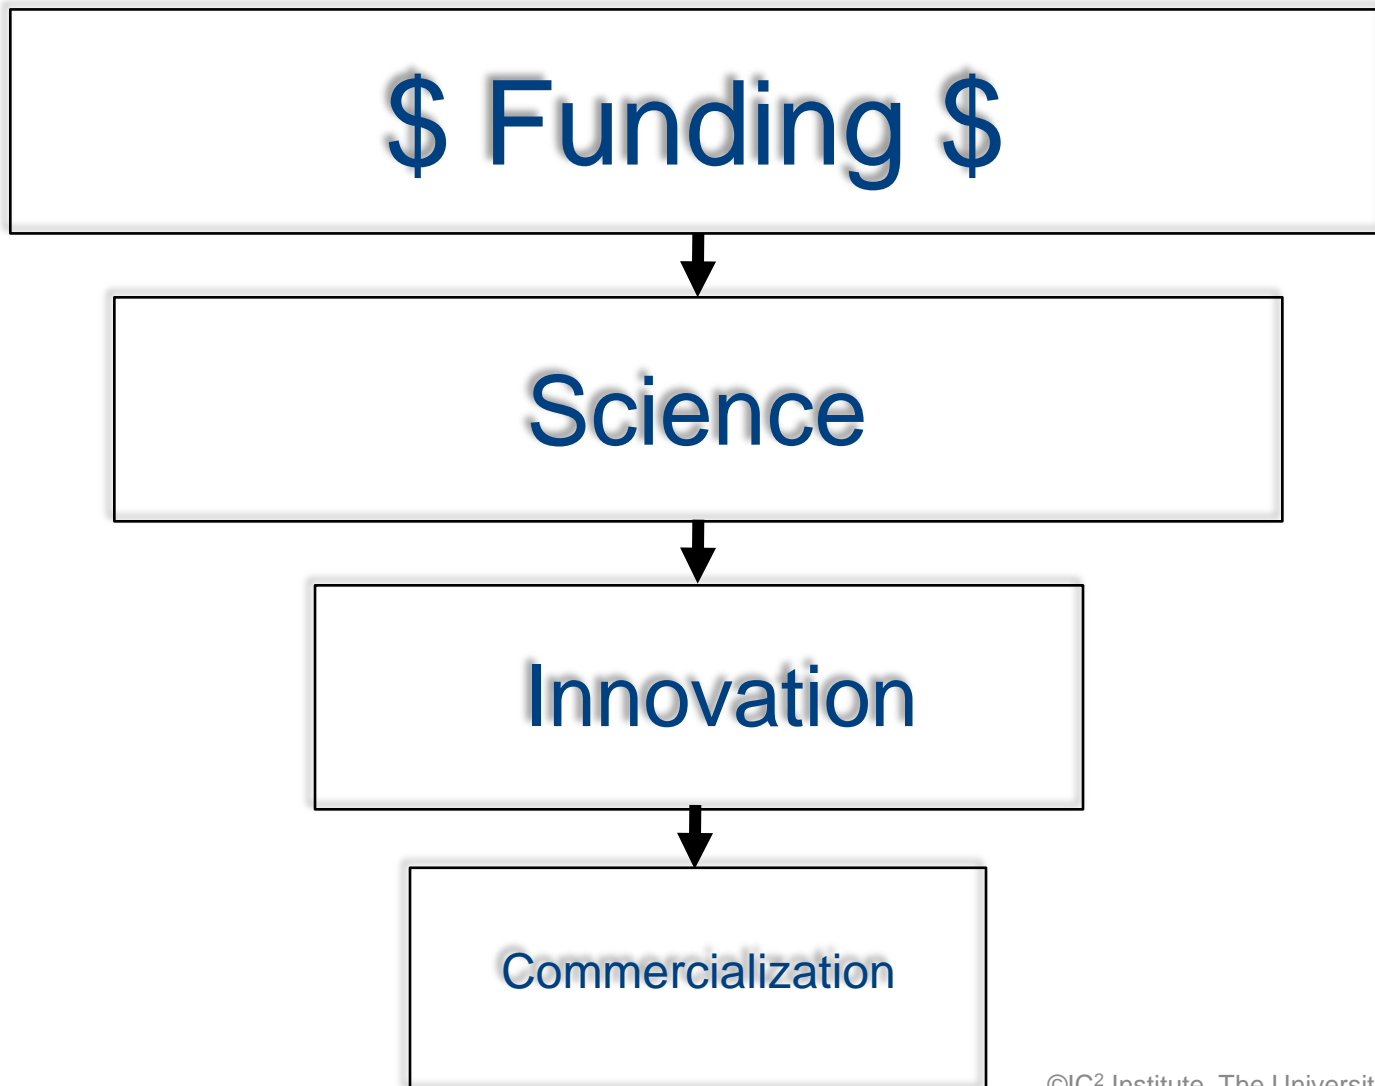 $ Funding $
Science
Innovation
Commercialization
©IC² Institute, The Universit